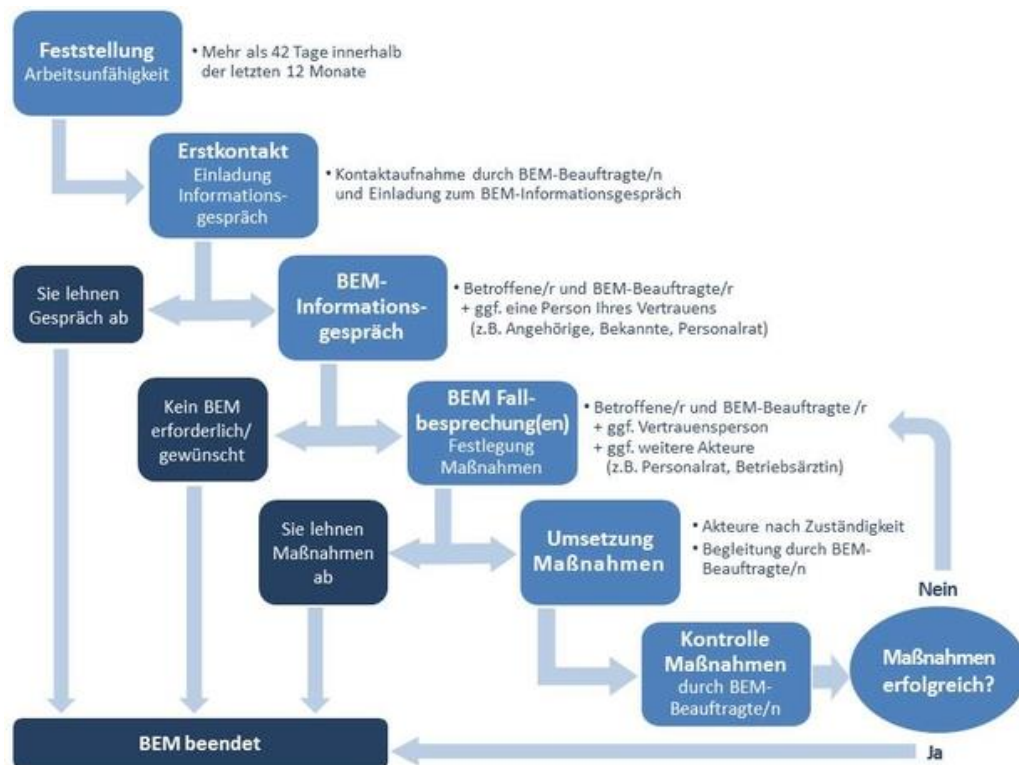 Feststellung
Arbeitsunfähigkeit
• Mehr als 42 Tage innerhalb
der letzten 12 Monate
Erstkontakt
Einladung
Informations-
gespräch
• Kontaktaufnahme durch BEM-Beauftragte/n
und Einladung zum BEM-Informationsgespräch
Sie lehnen
Gespräch ab
BEM-
Informations-
gespräch
• Betroffene/r und BEM-Beauftragte/r
+ ggf. eine Person Ihres Vertrauens
(z.B. Angehörige, Bekannte, Personalrat)
Kein BEM
erforderlich/
gewünscht
BEM Fall-
besprechung(en)
Festlegung
Maßnahmen
• Betroffene/r und BEM-Beauftragte /r
+ ggf. Vertrauensperson
+ ggf. weitere Akteure
(z.B. Personalrat, Betriebsärztin)
Sie lehnen
Maßnahmen
ab
Umsetzung
Maßnahmen
• Akteure nach Zuständigkeit
• Begleitung durch BEM-
Beauftragte/n
Nein
Kontrolle
Maßnahmen
durch BEM-
Beauftragte/n
Maßnahmen
erfolgreich?
Ja
BEM beendet